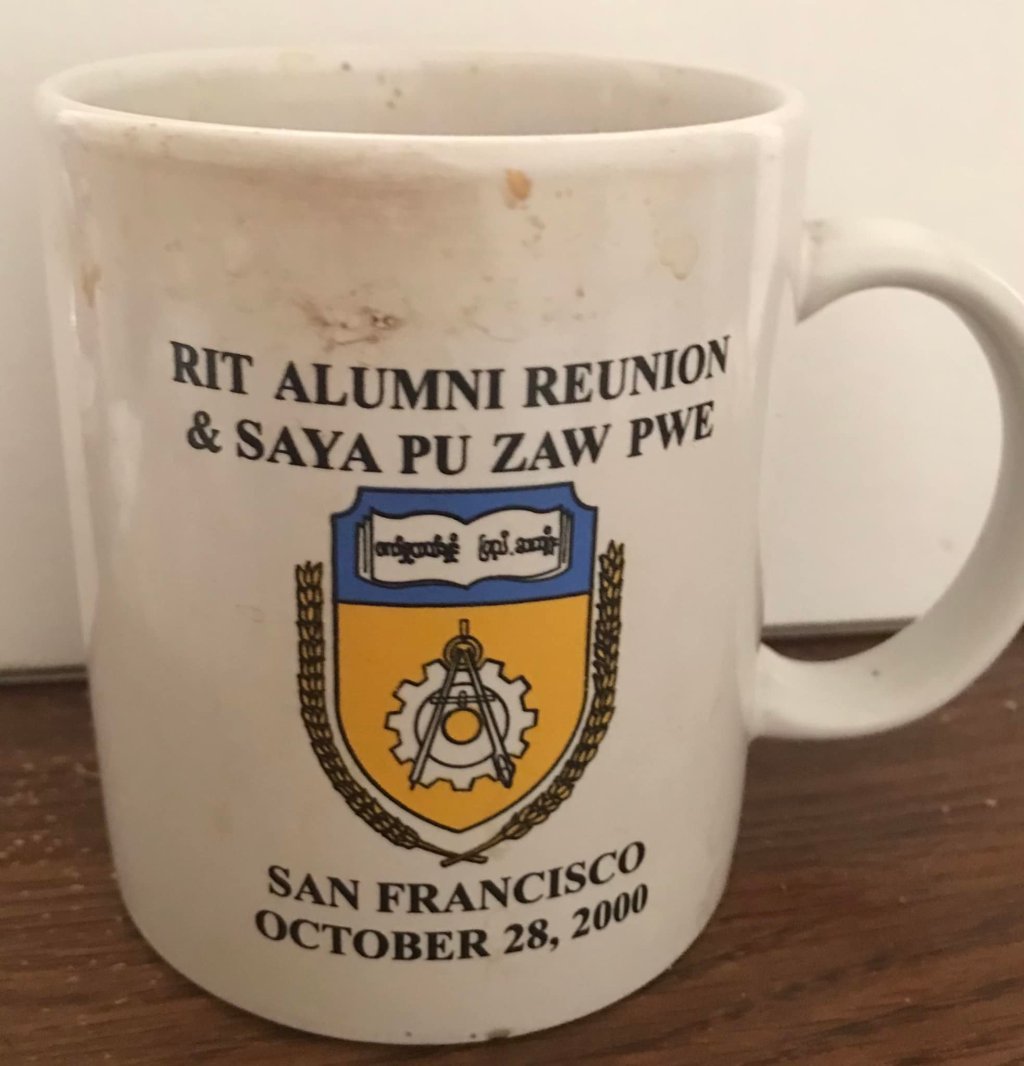 RIT ALUMNI REUNION
& SAYA PU ZAW PWE
SAN FRANCISCO
OCTOBER 28, 2000